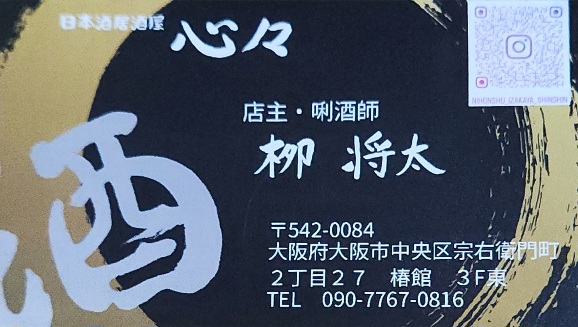 日本酒居酒屋 心々
NIHONSHU_IZAKAYA_SHINSHIN
店主・唎酒師
柳 将太
酒
〒542-0084
大阪府大阪市中央区宗右衛門町
２丁目２７ 椿館 ３F東
TEL 090-7767-0816